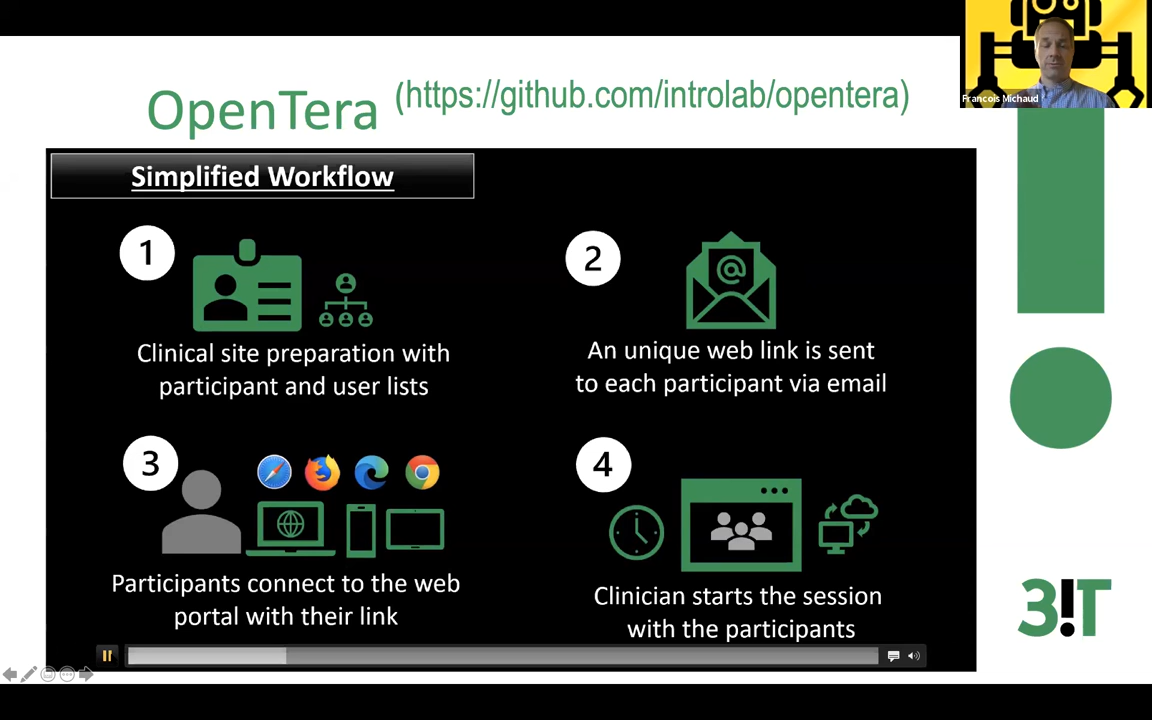 OpenTera (https://github.com/introlab/opentera)
Francois Michaud
Simplified Workflow
1
Clinical site preparation with
participant and user lists
2
@
An unique web link is sent
to each participant via email
3
Participants connect to the web
portal with their link
4
Clinician starts the session
with the participants
3!T